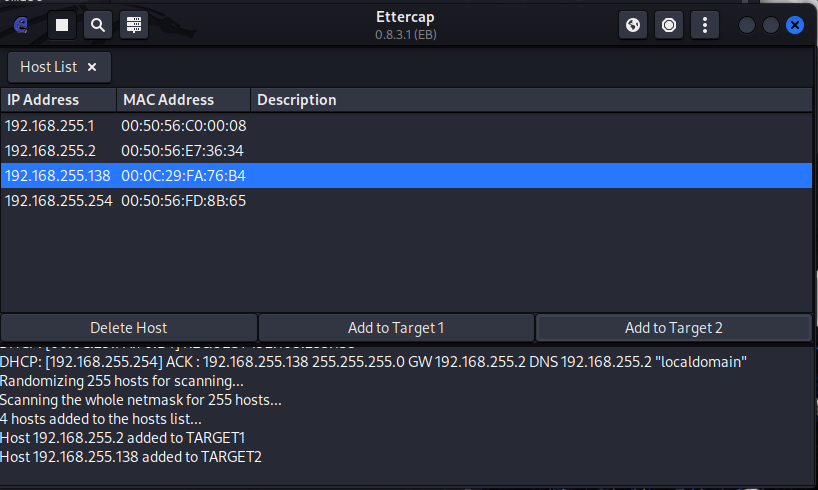 Ettercap
0.8.3.1 (EB)
Host List
IP Address MAC Address Description
192.168.255.1 00:50:56:C0:00:08
192.168.255.2 00:50:56:E7:36:34
192.168.255.138 00:0C:29:FA:76:B4
192.168.255.254 00:50:56:FD:8B:65
Delete Host Add to Target 1 Add to Target 2
DHCP: [192.168.255.254] ACK : 192.168.255.138 255.255.255.0 GW 192.168.255.2 DNS 192.168.255.2 "localdomain"
Randomizing 255 hosts for scanning...
Scanning the whole netmask for 255 hosts...
4 hosts added to the hosts list...
Host 192.168.255.2 added to TARGET1
Host 192.168.255.138 added to TARGET2